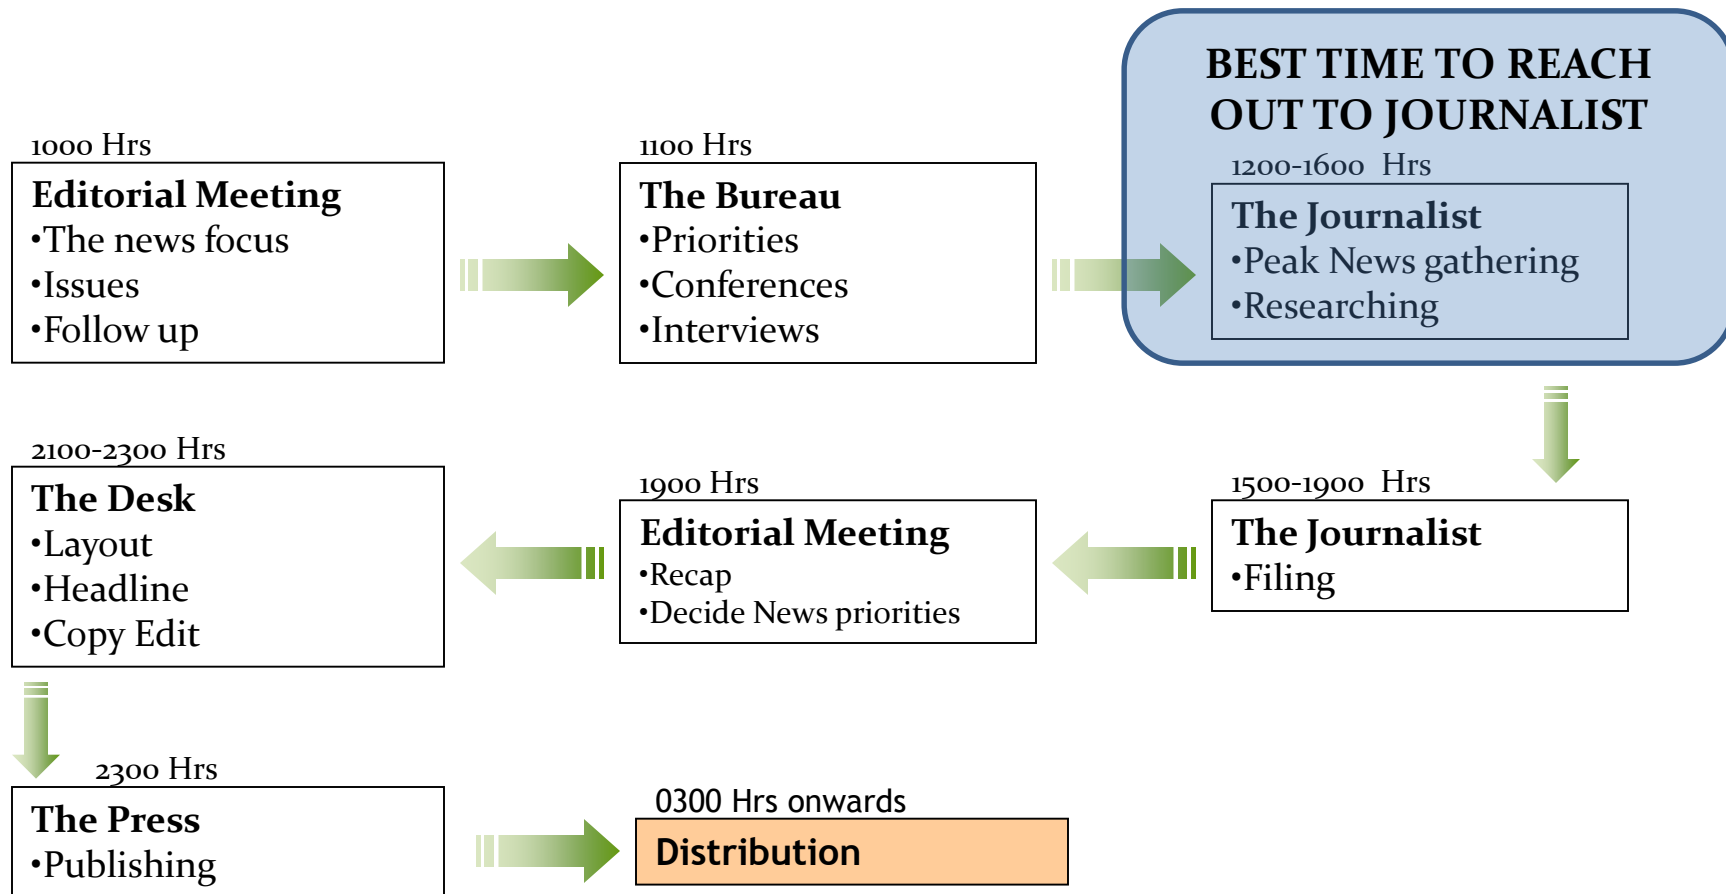 BEST TIME TO REACH
OUT TO JOURNALIST
1000 Hrs
Editorial Meeting
•The news focus
•Issues
•Follow up
1100 Hrs
The Bureau
•Priorities
•Conferences
•Interviews
1200-1600 Hrs
The Journalist
•Peak News gathering
•Researching
1500-1900 Hrs
The Journalist
•Filing
1900 Hrs
Editorial Meeting
•Recap
•Decide News priorities
2100-2300 Hrs
The Desk
•Layout
•Headline
•Copy Edit
2300 Hrs
The Press
•Publishing
0300 Hrs onwards
Distribution